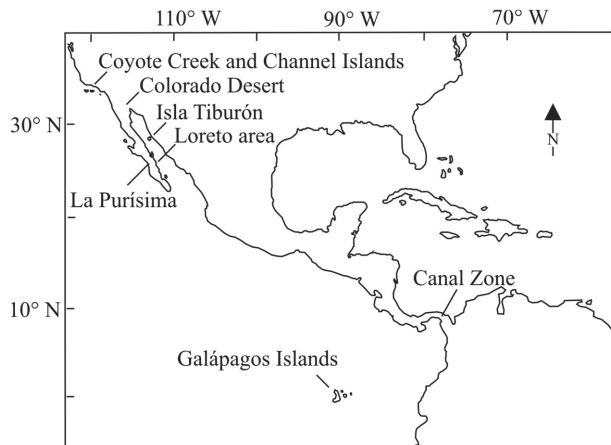 110° W
90° W
70° W
Coyote Creek and Channel Islands
Colorado Desert
Isla Tiburón
30° N
Loreto area
N
La Purísima
Canal Zone
10° N
Galápagos Islands